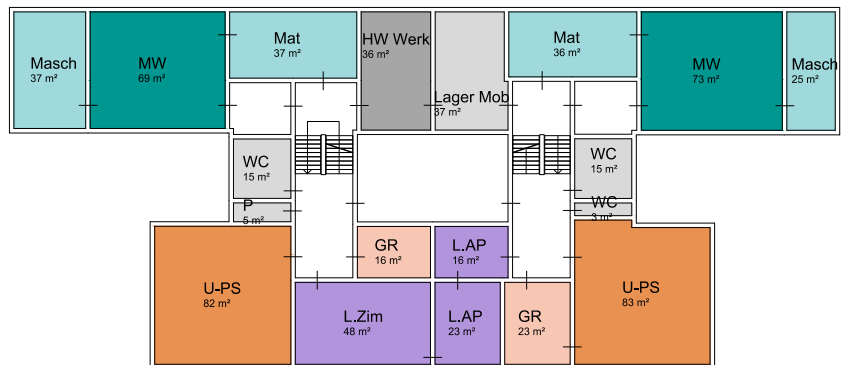 Masch
37 m²
MW
69 m²
Mat
37 m²
HW Werk
36 m²
Lager Mob
37 m²
Mat
36 m²
MW
73 m²
Masch
25 m²
WC
15 m²
P
5 m²
WC
15 m²
WC
3 m²
U-PS
82 m²
GR
16 m²
L.AP
16 m²
L.Zim
48 m²
L.AP
23 m²
GR
23 m²
U-PS
83 m²